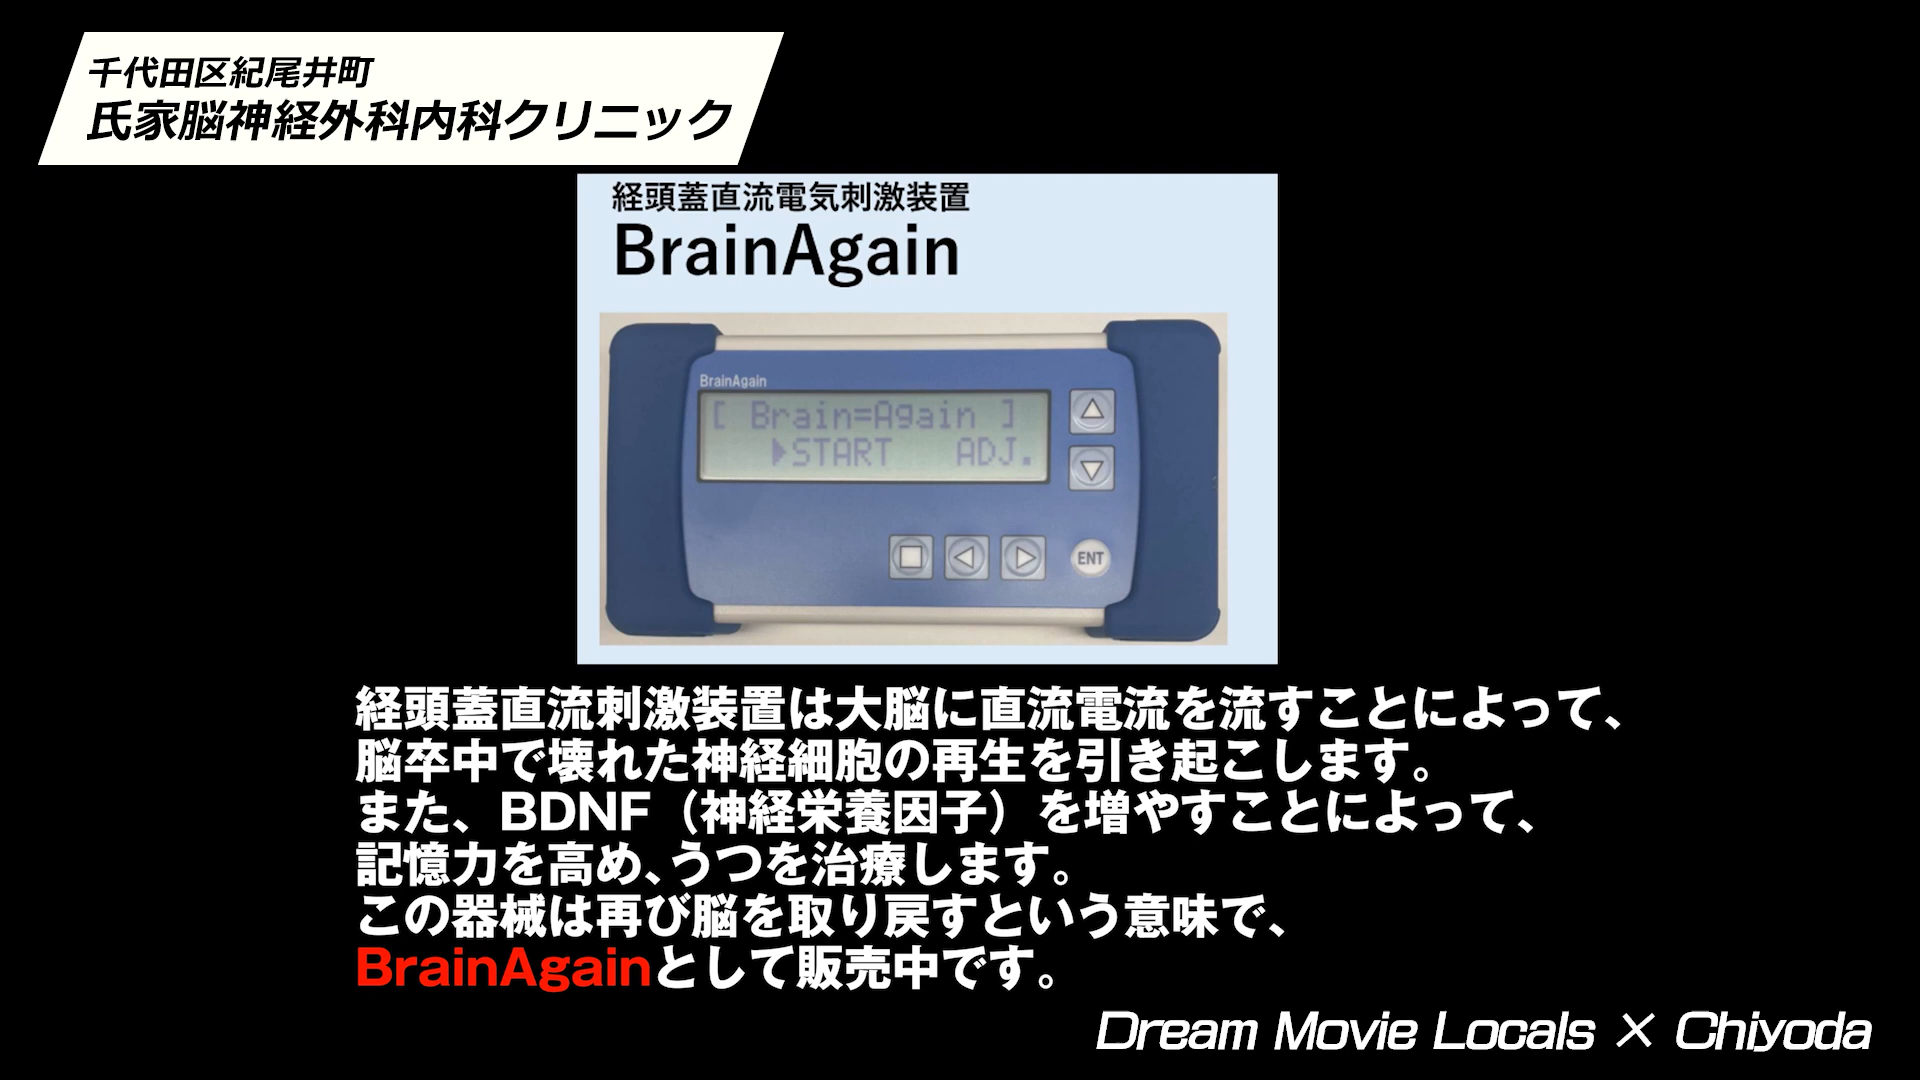 千代田区紀尾井町
氏家脳神経外科内科クリニック
経頭蓋直流電気刺激装置
BrainAgain
BrainAgain
[ Brain=Again ]
▶START ADJ.
ENT
経頭蓋直流刺激装置は大脳に直流電流を流すことによって、
脳卒中で壊れた神経細胞の再生を引き起こします。
また、BDNF（神経栄養因子）を増やすことによって、
記憶力を高め､うつを治療します。
この器械は再び脳を取り戻すという意味で、
BrainAgainとして販売中です。
Dream Movie Locals × Chiyoda